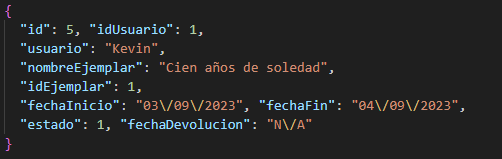 {
"id": 5, "idUsuario": 1,
"usuario": "Kevin",
"nombreEjemplar": "Cien años de soledad",
"idEjemplar": 1,
"fechaInicio": "03\/09\/2023", "fechaFin": "04\/09\/2023",
"estado": 1, "fechaDevolucion": "N\/A"
}